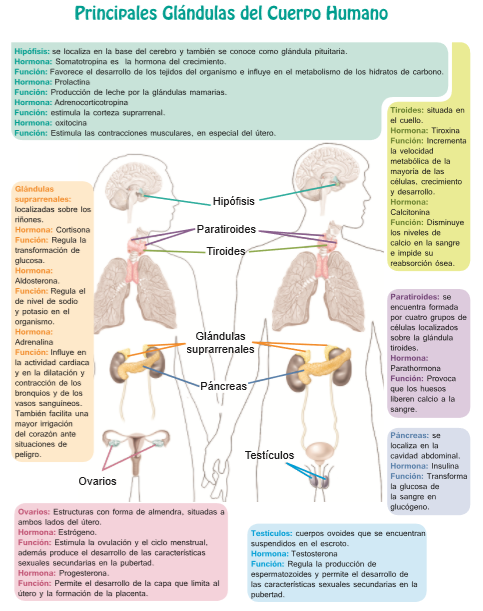 Principales Glándulas del Cuerpo Humano
Hipófisis: se localiza en la base del cerebro y también se conoce como glándula pituitaria.
Hormona: Somatotropina es la hormona del crecimiento.
Función: Favorece el desarrollo de los tejidos del organismo e influye en el metabolismo de los hidratos de carbono.
Hormona: Prolactina
Función: Producción de leche por la glándulas mamarias.
Hormona: Adrenocorticotropina
Función: estimula la corteza suprarrenal.
Hormona: oxitocina
Función: Estimula las contracciones musculares, en especial del útero.
Tiroides: situada en
el cuello.
Hormona: Tiroxina
Función: Incrementa
la velocidad
metabólica de la
mayoría de las
células, crecimiento
y desarrollo.
Hormona:
Calcitonina
Función: Disminuye
los niveles de
calcio en la sangre
e impide su
reabsorción ósea.
Glándulas
suprarrenales:
localizadas sobre los
riñones.
Hormona: Cortisona
Función: Regula la
transformación de
glucosa.
Hormona:
Aldosterona.
Función: Regula el
de nivel de sodio
y potasio en el
organismo.
Hormona:
Adrenalina
Función: Influye en
la actividad cardiaca
y en la dilatación y
contracción de los
bronquios y de los
vasos sanguíneos.
También facilita una
mayor irrigación
del corazón ante
situaciones de
peligro.
Hipófisis
Paratiroides
Tiroides
Glándulas
suprarrenales
Páncreas
Testículos
Ovarios
Paratiroides: se
encuentra formada
por cuatro grupos de
células localizados
sobre la glándula
tiroides.
Hormona:
Parathormona
Función: Provoca
que los huesos
liberen calcio a la
sangre.
Páncreas: se
localiza en la
cavidad abdominal.
Hormona: Insulina
Función: Transforma
la glucosa de
la sangre en
glucógeno.
Ovarios: Estructuras con forma de almendra, situadas a
ambos lados del útero.
Hormona: Estrógeno.
Función: Estimula la ovulación y el ciclo menstrual,
además produce el desarrollo de las características
sexuales secundarias en la pubertad.
Hormona: Progesterona.
Función: Permite el desarrollo de la capa que limita al
útero y la formación de la placenta.
Testículos: cuerpos ovoides que se encuentran
suspendidos en el escroto.
Hormona: Testosterona
Función: Regula la producción de
espermatozoides y permite el desarrollo de
las características sexuales secundarias en la
pubertad.